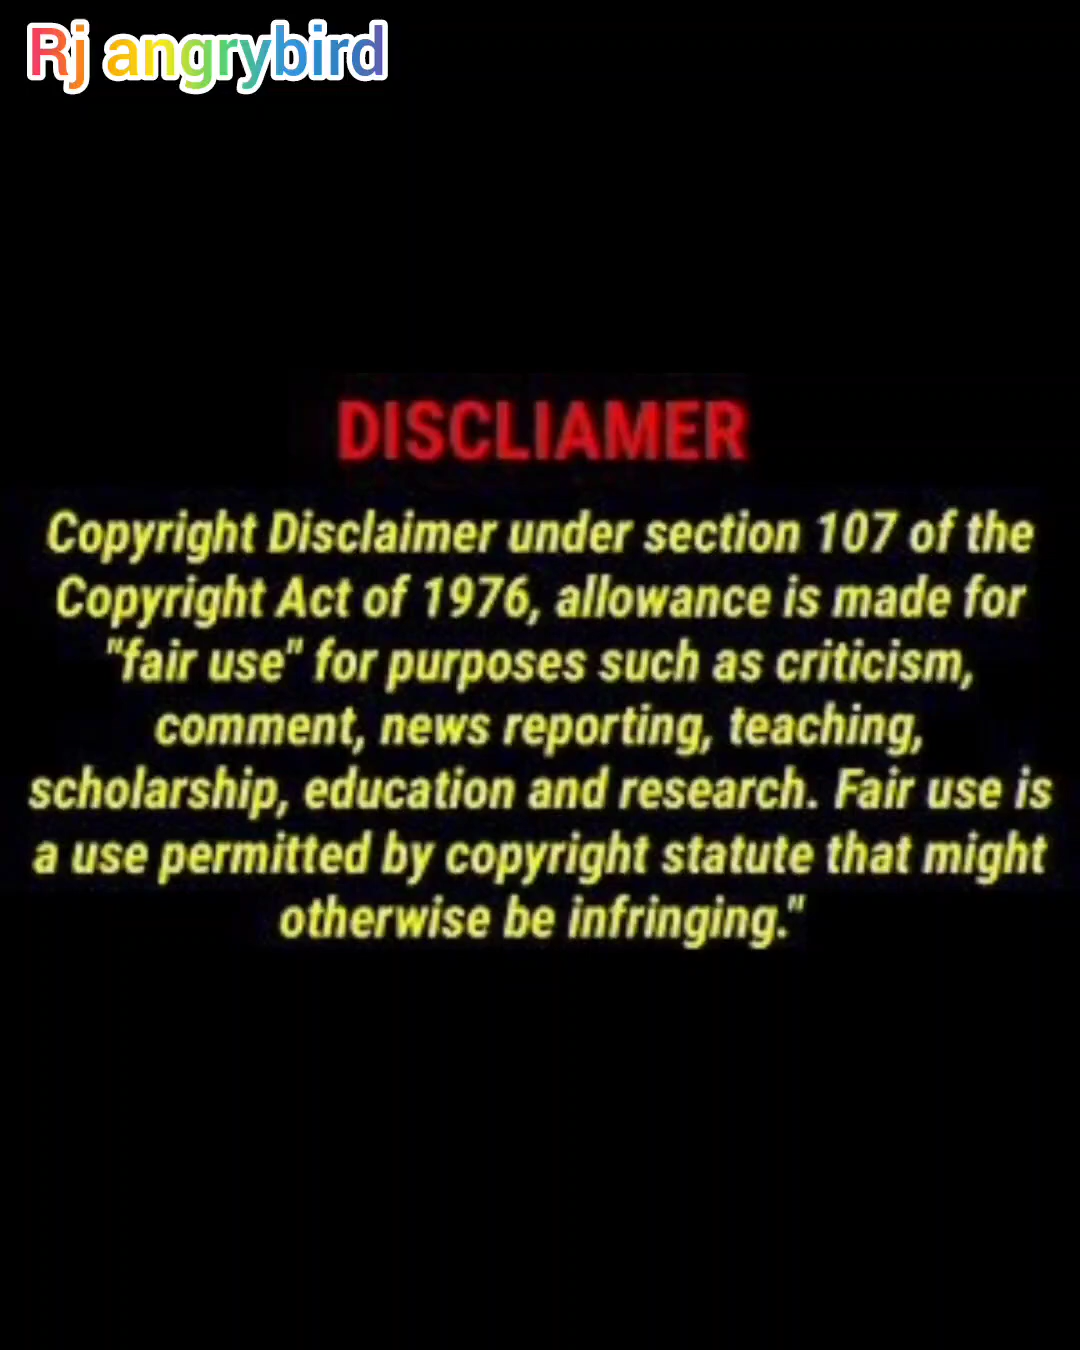 Rj angrybird
DISCLIAMER
Copyright Disclaimer under section 107 of the
Copyright Act of 1976, allowance is made for
"fair use" for purposes such as criticism,
comment, news reporting, teaching,
scholarship, education and research. Fair use is
a use permitted by copyright statute that might
otherwise be infringing."